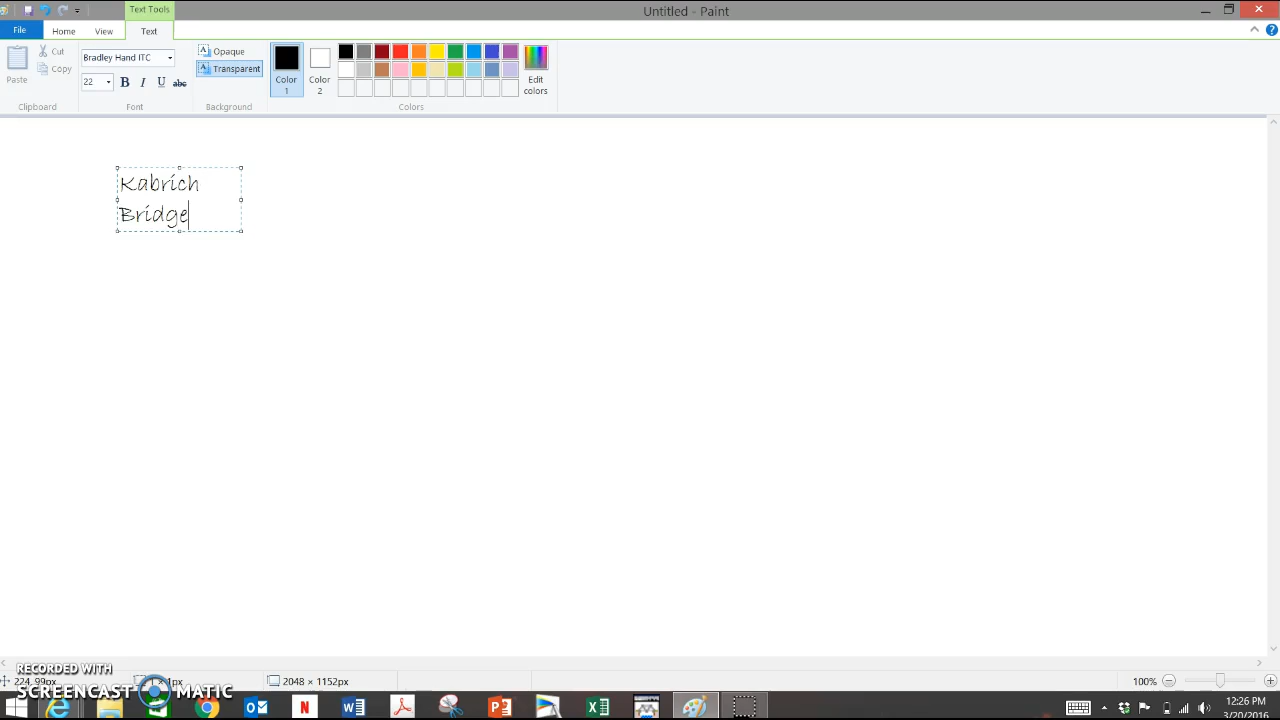 Text Tools
Untitled - Paint
File
Home
View
Text
Paste
Cut
Copy
Clipboard
Bradley Hand ITC
22
B I U abc
Font
Opaque
Transparent
Background
Color 1
Color 2
Edit colors
Colors
Kabrich
Bridge
RECORDED WITH
SCREENCAST MATIC
224, 99px
2048 × 1152px
100%
12:26 PM
3/20/2016